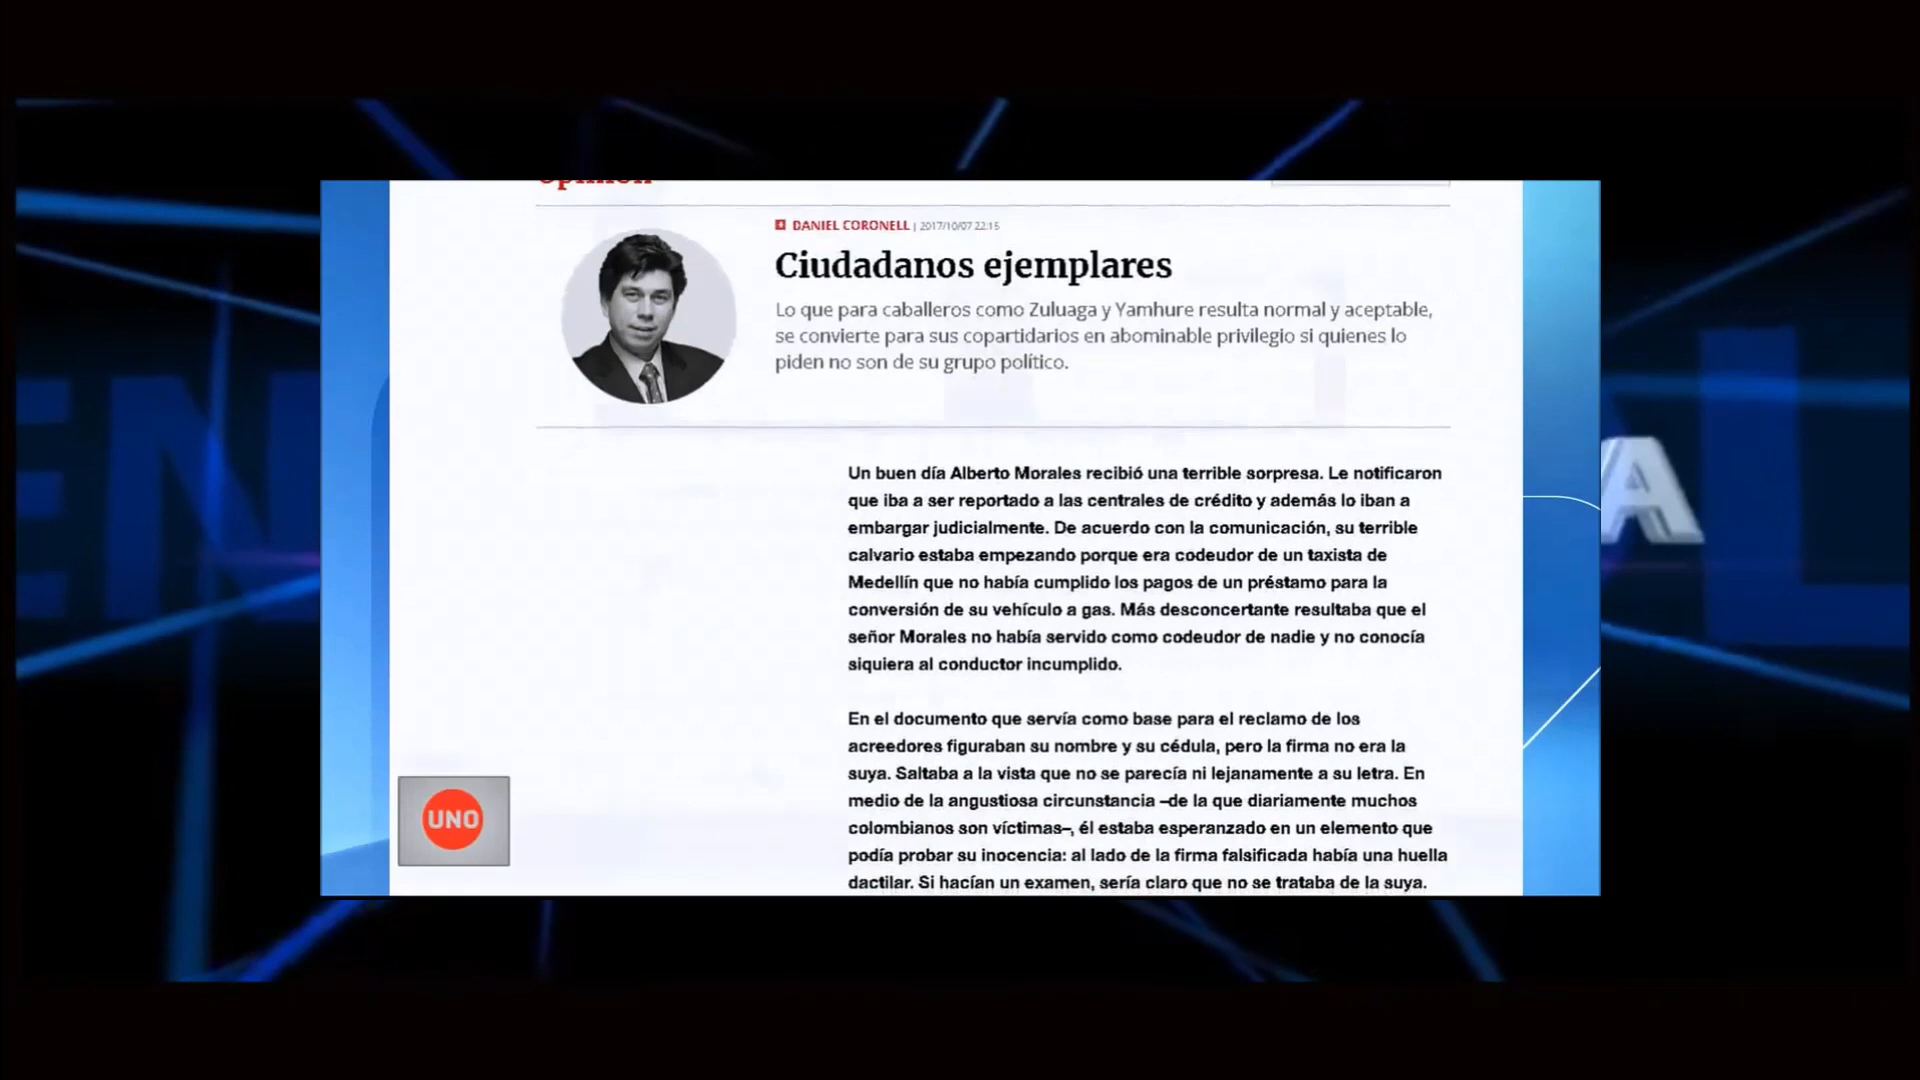 Opinión
DANIEL CORONELL | 2017/10/07 22:15
Ciudadanos ejemplares
Lo que para caballeros como Zuluaga y Yamhure resulta normal y aceptable,
se convierte para sus copartidarios en abominable privilegio si quienes lo
piden no son de su grupo político.
Un buen día Alberto Morales recibió una terrible sorpresa. Le notificaron
que iba a ser reportado a las centrales de crédito y además lo iban a
embargar judicialmente. De acuerdo con la comunicación, su terrible
calvario estaba empezando porque era codeudor de un taxista de
Medellín que no había cumplido los pagos de un préstamo para la
conversión de su vehículo a gas. Más desconcertante resultaba que el
señor Morales no había servido como codeudor de nadie y no conocía
siquiera al conductor incumplido.
En el documento que servía como base para el reclamo de los
acreedores figuraban su nombre y su cédula, pero la firma no era la
suya. Saltaba a la vista que no se parecía ni lejanamente a su letra. En
medio de la angustiosa circunstancia –de la que diariamente muchos
colombianos son víctimas–, él estaba esperanzado en un elemento que
podía probar su inocencia: al lado de la firma falsificada había una huella
dactilar. Si hacían un examen, sería claro que no se trataba de la suya.
UNO
EN
A
L